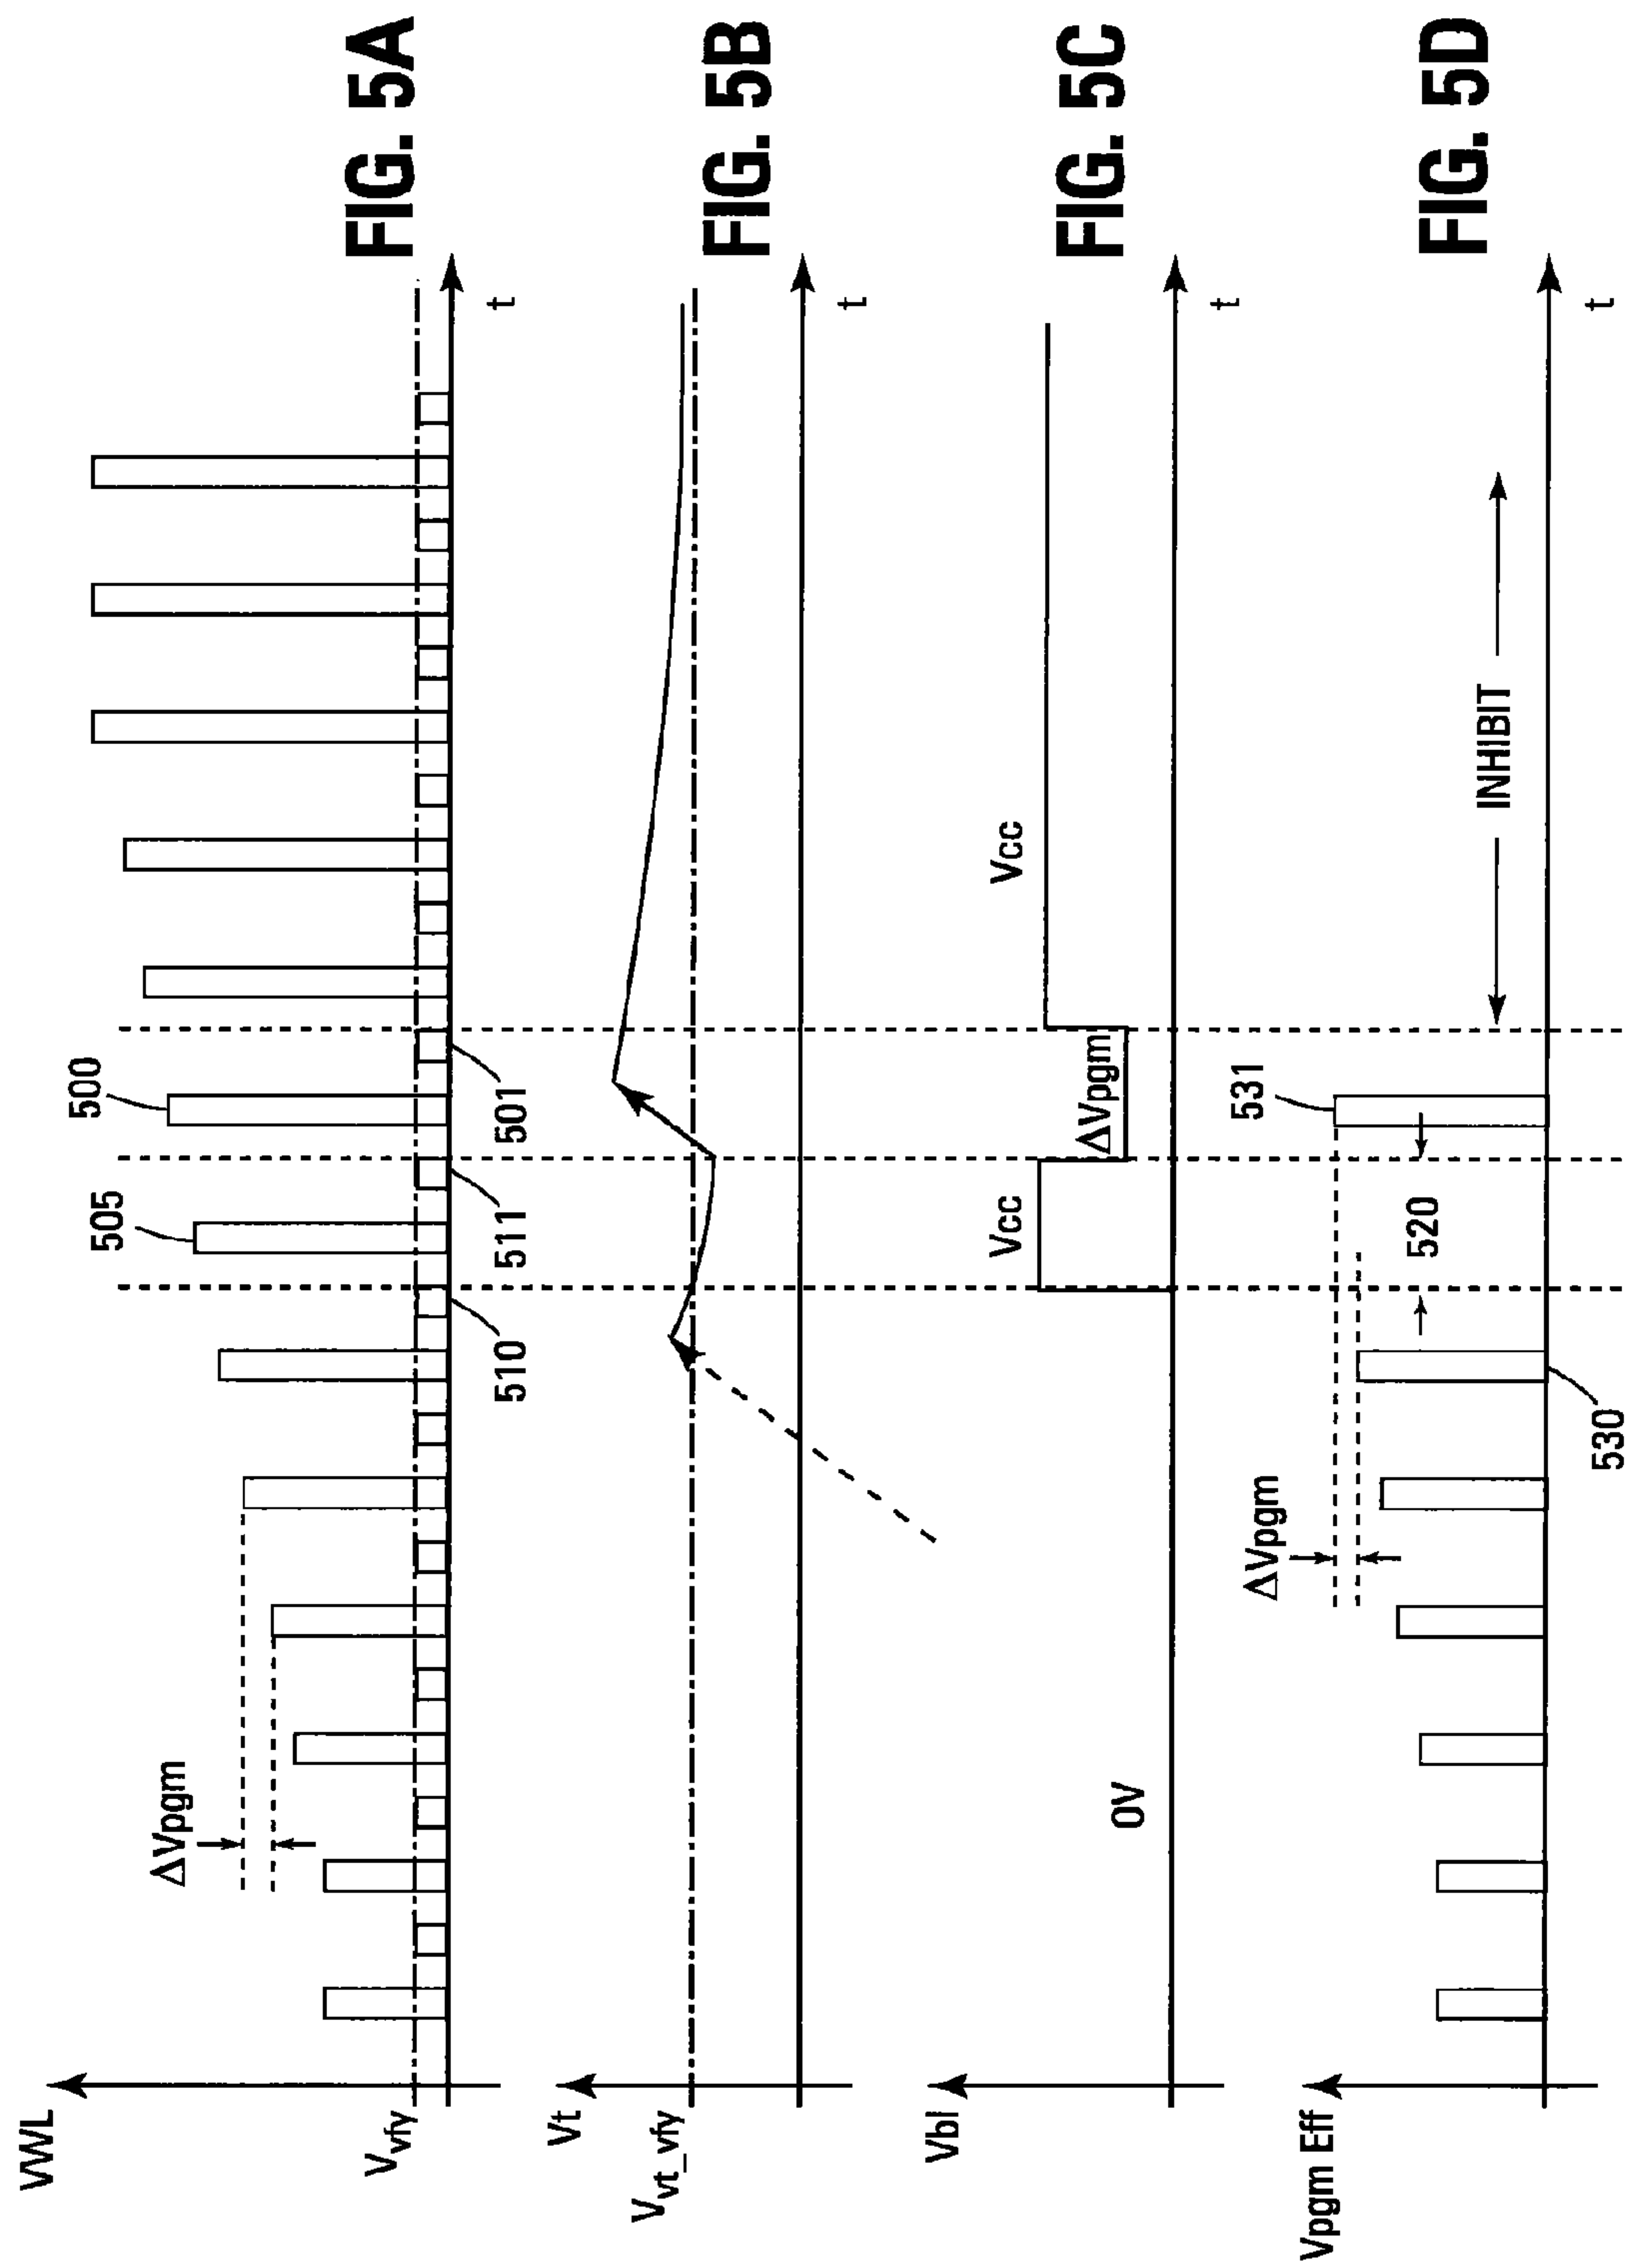 FIG. 5A
VWL
Vvfy
ΔVpgm
510
505
511
500
501
t
FIG. 5B
Vt
Vvt_vfy
t
FIG. 5C
Vbl
0V
Vcc
ΔVpgm
Vcc
t
FIG. 5D
Vpgm Eff
ΔVpgm
530
520
531
INHIBIT
t